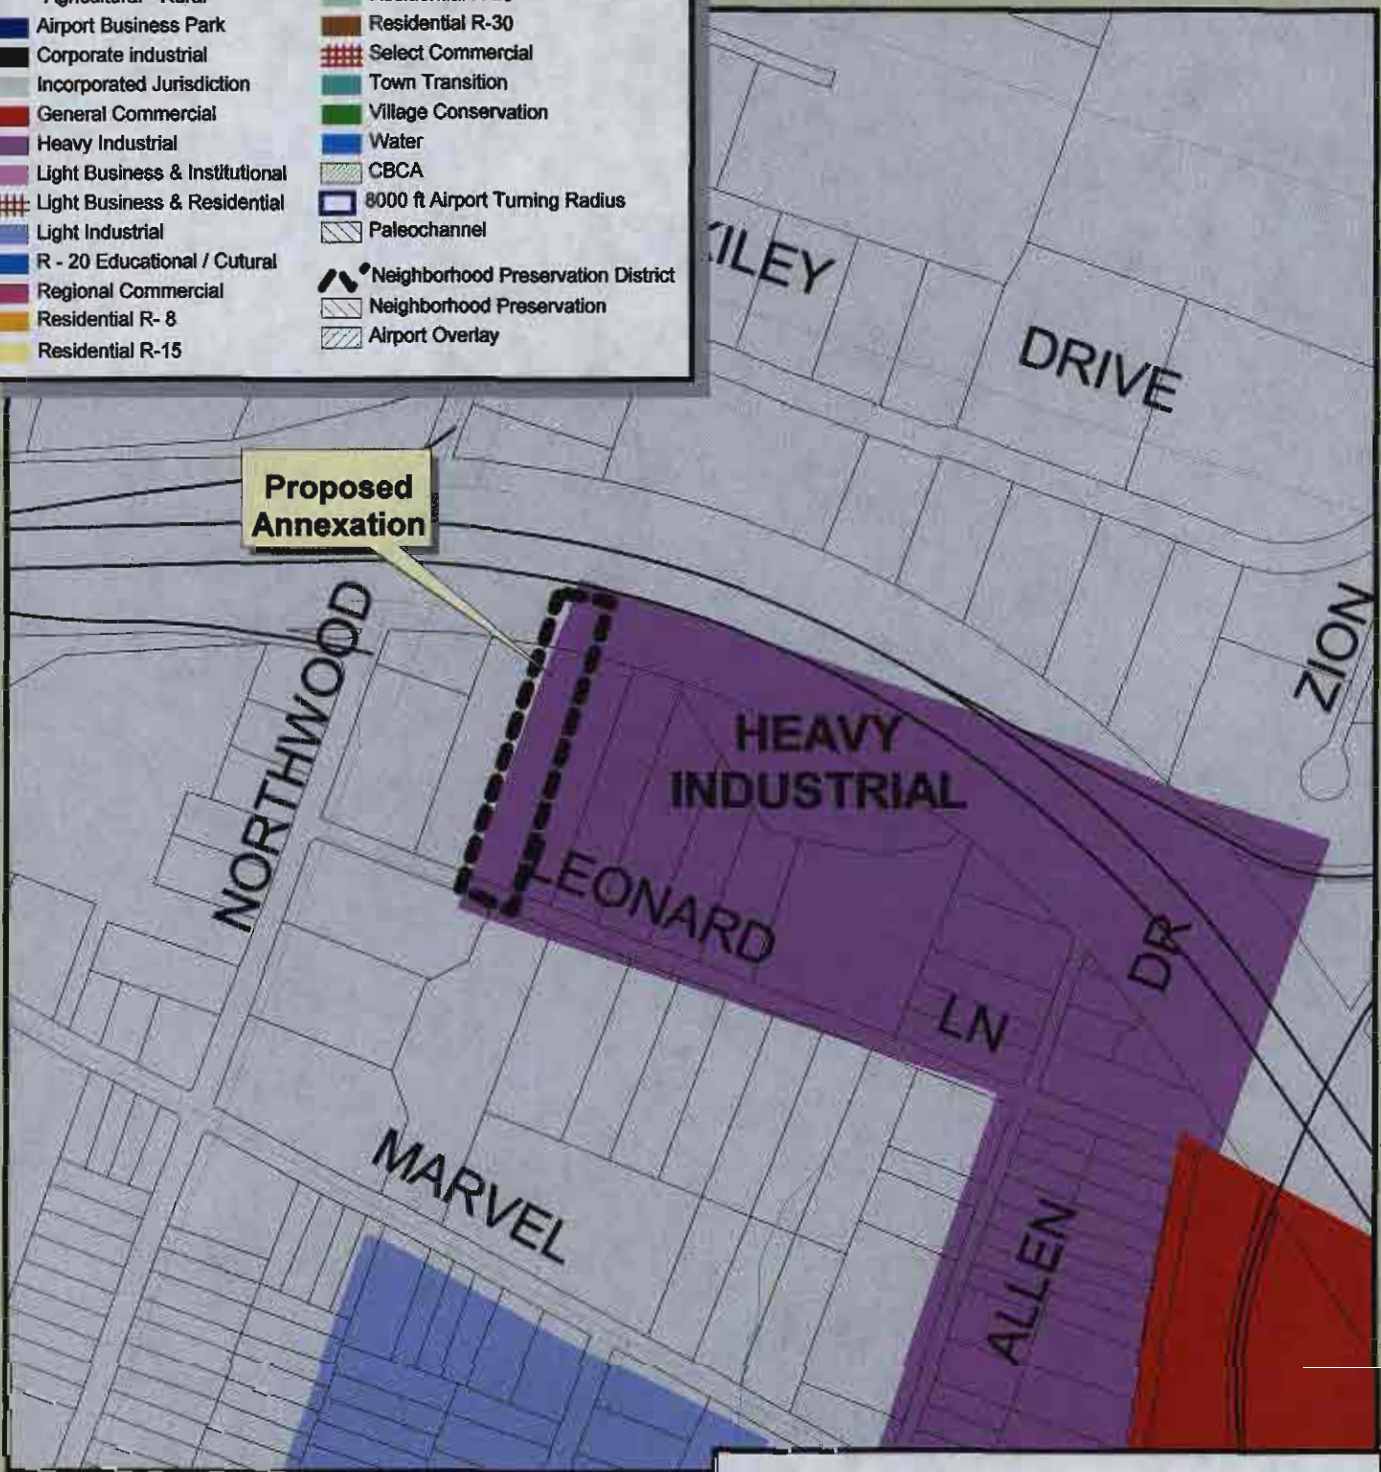 Airport Business Park
Corporate industrial
Incorporated Jurisdiction
General Commercial
Heavy Industrial
Light Business & Institutional
Light Business & Residential
Light Industrial
R - 20 Educational / Cutural
Regional Commercial
Residential R- 8
Residential R-15
Residential R-30
Select Commercial
Town Transition
Village Conservation
Water
CBCA
8000 ft Airport Turning Radius
Paleochannel
Neighborhood Preservation District
Neighborhood Preservation
Airport Overlay
KILEY
DRIVE
Proposed
Annexation
NORTHWOOD
ZION
HEAVY
INDUSTRIAL
LEONARD
LN
DR
MARVEL
ALLEN